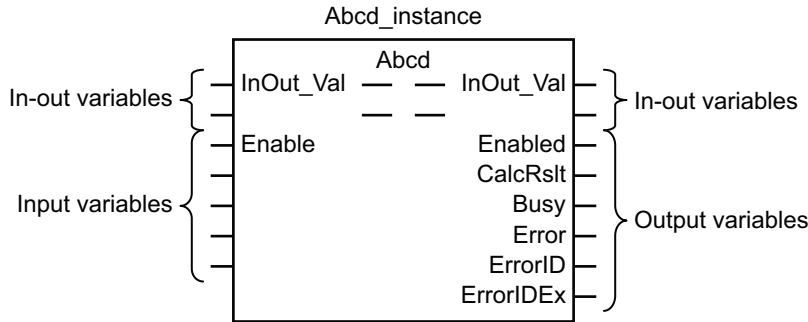 Abcd_instance
Abcd
In-out variables
InOut_Val
InOut_Val
In-out variables
Enable
Enabled
CalcRslt
Input variables
Busy
Output variables
Error
ErrorID
ErrorIDEx